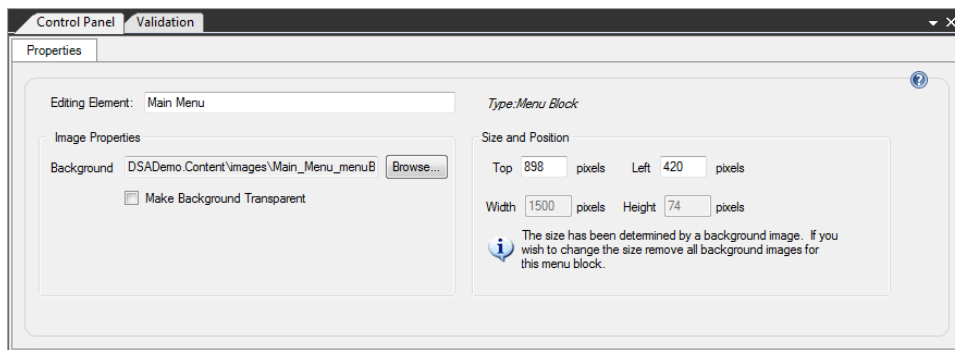 Control Panel Validation
Properties
Editing Element: Main Menu Type:Menu Block
Image Properties
Background DSADemo.Content\images\Main_Menu_menuB Browse...
Make Background Transparent
Size and Position
Top 898 pixels Left 420 pixels
Width 1500 pixels Height 74 pixels
The size has been determined by a background image. If you
wish to change the size remove all background images for
this menu block.